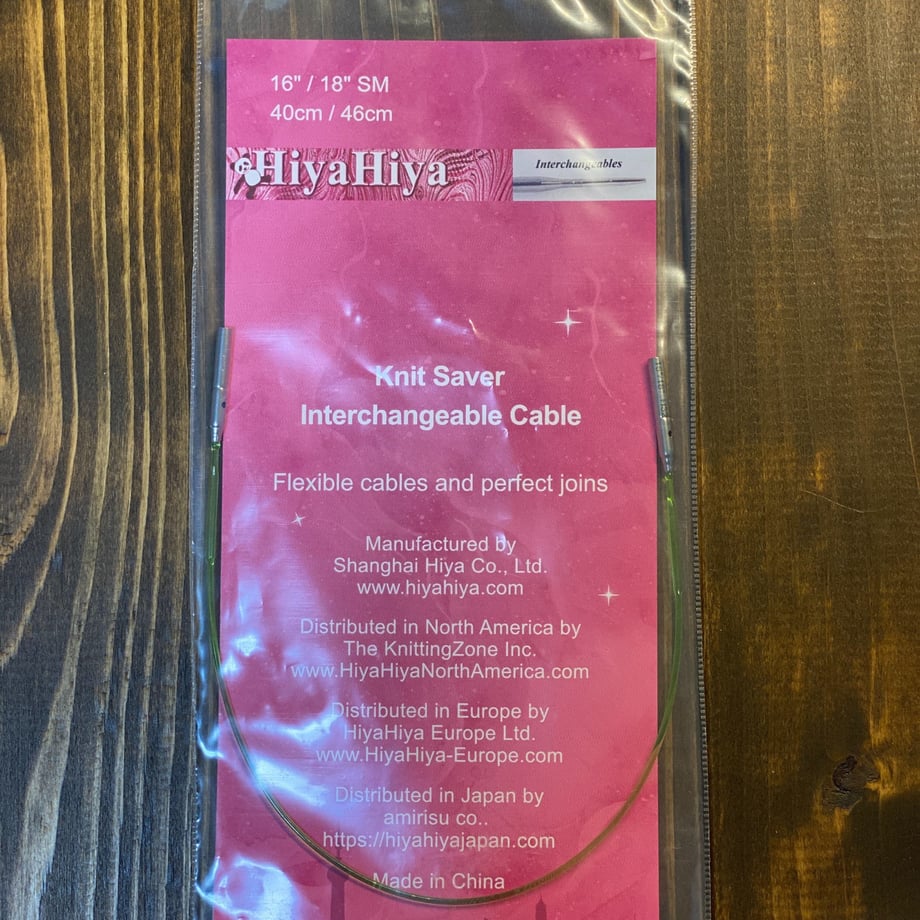 16" / 18" SM
40cm / 46cm
HiyaHiya
Interchangeables
Knit Saver
Interchangeable Cable
Flexible cables and perfect joins
Manufactured by
Shanghai Hiya Co., Ltd.
www.hiyahiya.com
Distributed in North America by
The KnittingZone Inc.
www.HiyaHiyaNorthAmerica.com
Distributed in Europe by
HiyaHiya Europe Ltd.
www.HiyaHiya-Europe.com
Distributed in Japan by
amirisu co..
https://hiyahiyajapan.com
Made in China